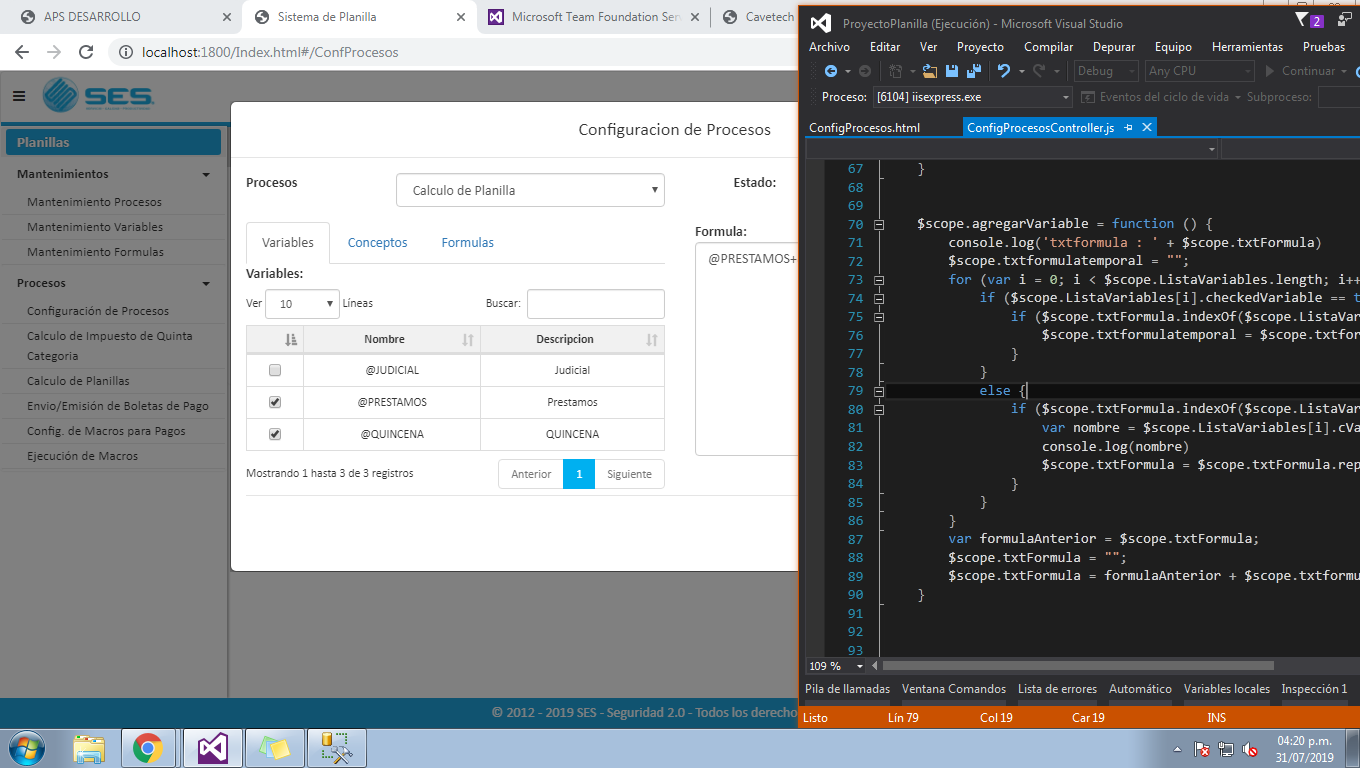 APS DESARROLLO
Sistema de Planilla
Microsoft Team Foundation Ser
Cavetech
localhost:1800/Index.html#/ConfProcesos
SES
Planillas
Mantenimientos
Mantenimiento Procesos
Mantenimiento Variables
Mantenimiento Formulas
Procesos
Configuración de Procesos
Calculo de Impuesto de Quinta
Categoria
Calculo de Planillas
Envio/Emisión de Boletas de Pago
Config. de Macros para Pagos
Ejecución de Macros
Configuracion de Procesos
Procesos
Calculo de Planilla
Estado:
Variables
Conceptos
Formulas
Formula:
@PRESTAMOS+
Variables:
Ver 10 Líneas
Buscar:
Nombre
Descripcion
@JUDICIAL
Judicial
@PRESTAMOS
Prestamos
@QUINCENA
QUINCENA
Mostrando 1 hasta 3 de 3 registros
Anterior
1
Siguiente
© 2012 - 2019 SES - Seguridad 2.0 - Todos los derecho
ProyectoPlanilla (Ejecución) - Microsoft Visual Studio
2
Archivo Editar Ver Proyecto Compilar Depurar Equipo Herramientas Pruebas
Debug
Any CPU
Continuar
Proceso: [6104] iisexpress.exe
Eventos del ciclo de vida
Subproceso:
ConfigProcesos.html
ConfigProcesosController.js
67 }
68
69
70 $scope.agregarVariable = function () {
71 console.log('txtformula : ' + $scope.txtFormula)
72 $scope.txtformulatemporal = "";
73 for (var i = 0; i < $scope.ListaVariables.length; i++
74 if ($scope.ListaVariables[i].checkedVariable == t
75 if ($scope.txtFormula.indexOf($scope.ListaVar
76 $scope.txtformulatemporal = $scope.txtfor
77 }
78 }
79 else {
80 if ($scope.txtFormula.indexOf($scope.ListaVar
81 var nombre = $scope.ListaVariables[i].cVa
82 console.log(nombre)
83 $scope.txtFormula = $scope.txtFormula.rep
84 }
85 }
86 }
87 var formulaAnterior = $scope.txtFormula;
88 $scope.txtFormula = "";
89 $scope.txtFormula = formulaAnterior + $scope.txtformu
90 }
91
92
93
109 %
Pila de llamadas Ventana Comandos Lista de errores Automático Variables locales Inspección 1
Listo
Lín 79
Col 19
Car 19
INS
04:20 p.m.
31/07/2019